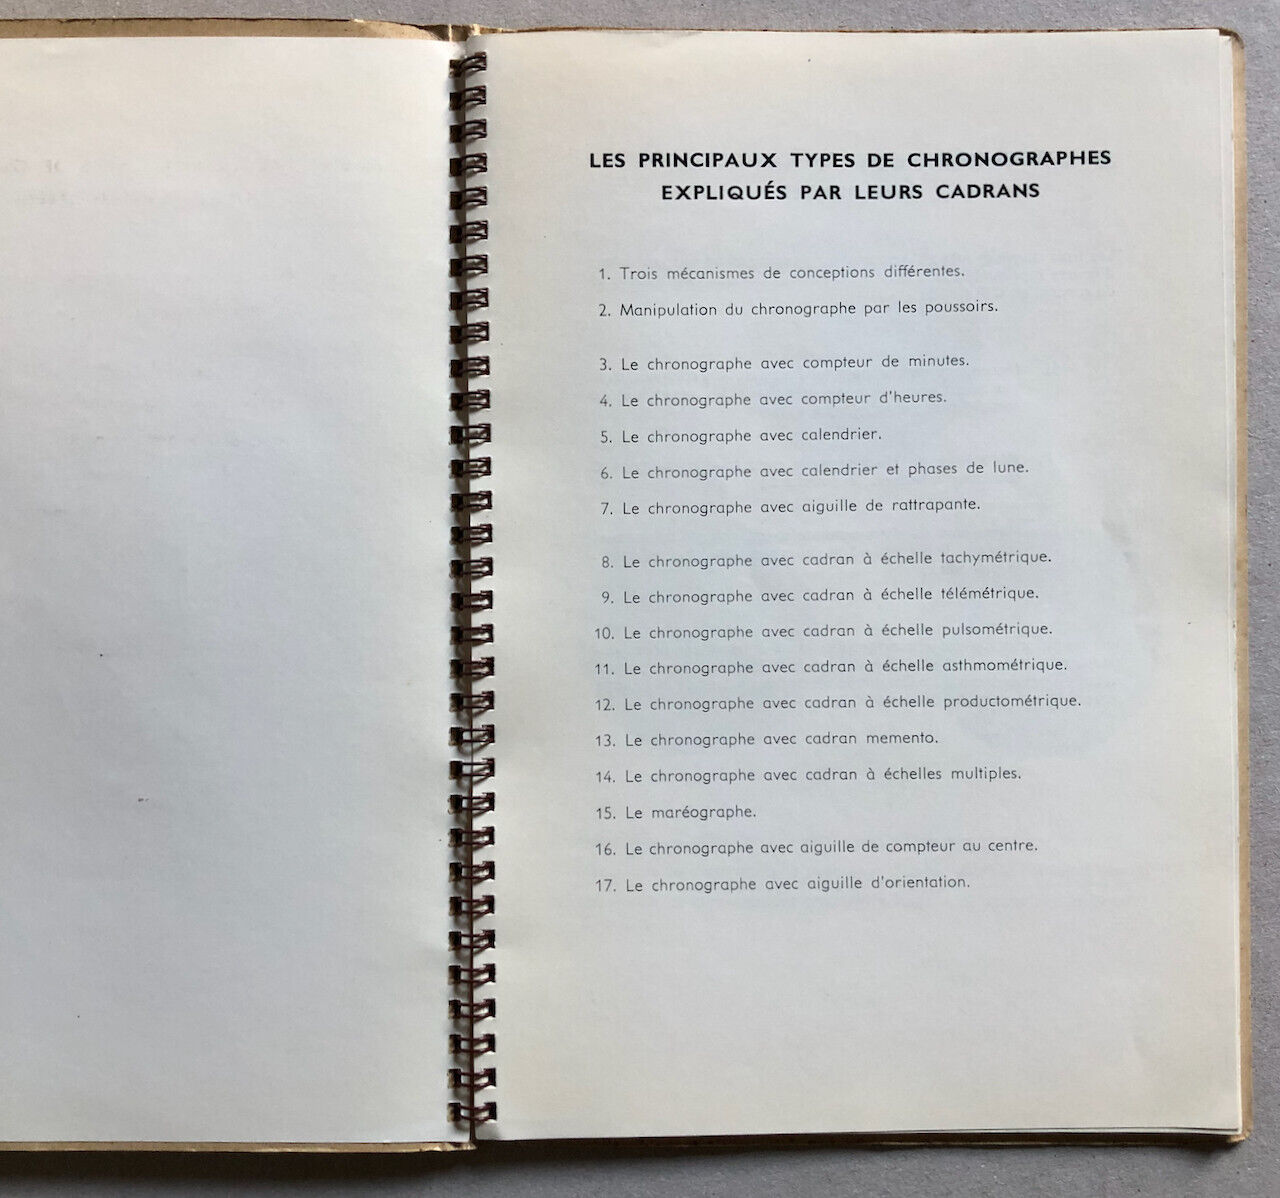 LES PRINCIPAUX TYPES DE CHRONOGRAPHES
EXPLIQUÉS PAR LEURS CADRANS
1. Trois mécanismes de conceptions différentes.
2. Manipulation du chronographe par les poussoirs.
3. Le chronographe avec compteur de minutes.
4. Le chronographe avec compteur d'heures.
5. Le chronographe avec calendrier.
6. Le chronographe avec calendrier et phases de lune.
7. Le chronographe avec aiguille de rattrapante.
8. Le chronographe avec cadran à échelle tachymétrique.
9. Le chronographe avec cadran à échelle télémétrique.
10. Le chronographe avec cadran à échelle pulsométrique.
11. Le chronographe avec cadran à échelle asthmométrique.
12. Le chronographe avec cadran à échelle productométrique.
13. Le chronographe avec cadran memento.
14. Le chronographe avec cadran à échelles multiples.
15. Le maréographe.
16. Le chronographe avec aiguille de compteur au centre.
17. Le chronographe avec aiguille d'orientation.